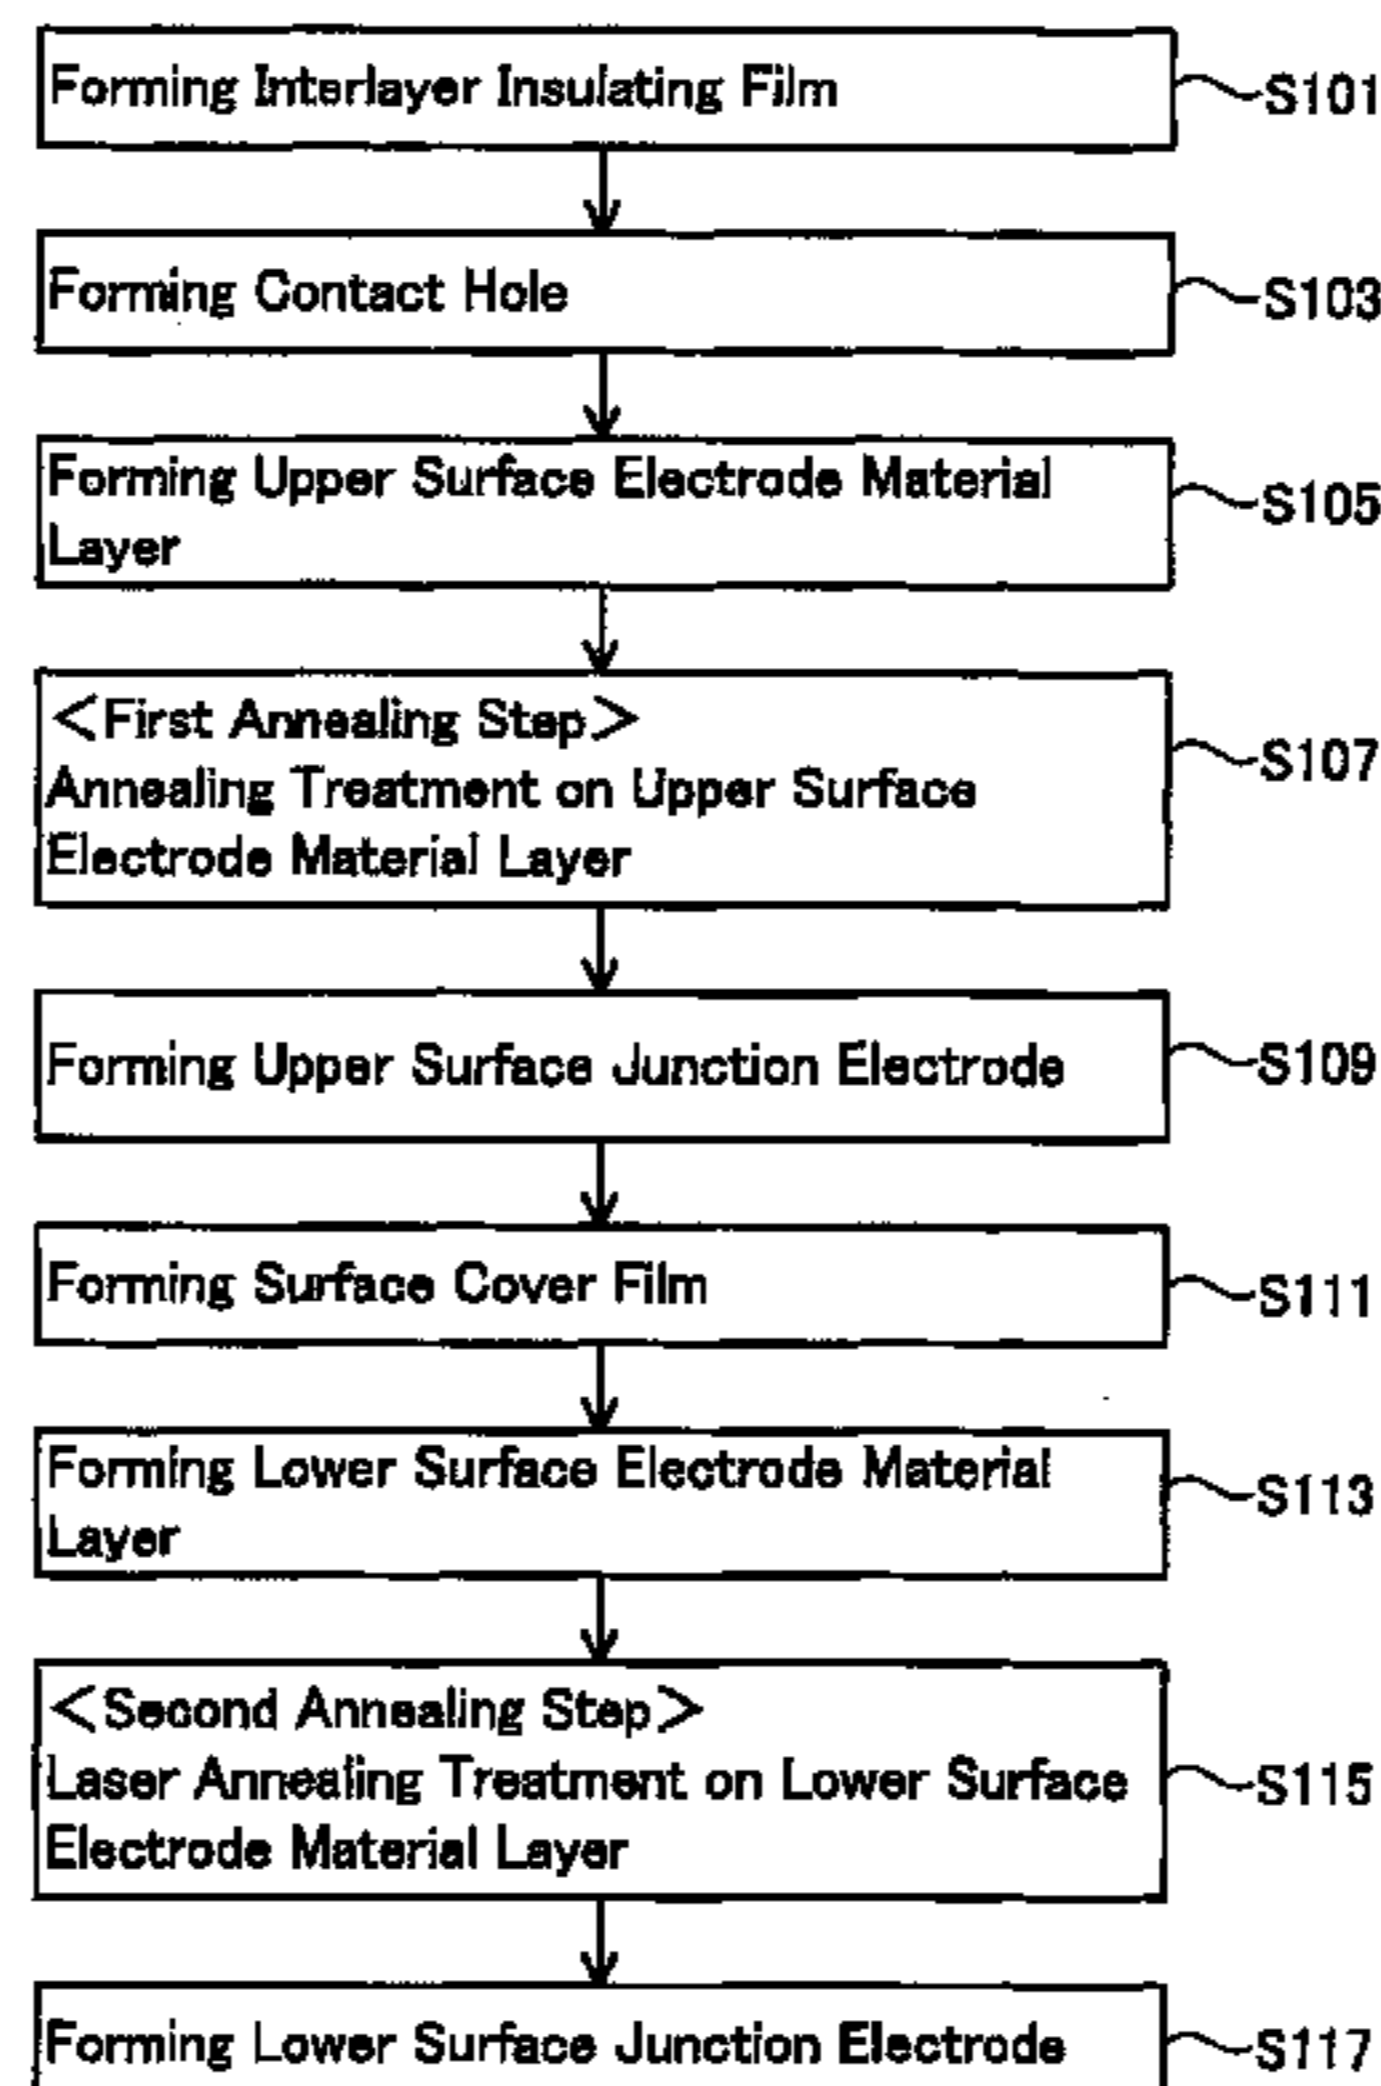 Forming Interlayer Insulating Film
S101
Forming Contact Hole
S103
Forming Upper Surface Electrode Material
Layer
S105
<First Annealing Step>
Annealing Treatment on Upper Surface
Electrode Material Layer
S107
Forming Upper Surface Junction Electrode
S109
Forming Surface Cover Film
S111
Forming Lower Surface Electrode Material
Layer
S113
<Second Annealing Step>
Laser Annealing Treatment on Lower Surface
Electrode Material Layer
S115
Forming Lower Surface Junction Electrode
S117